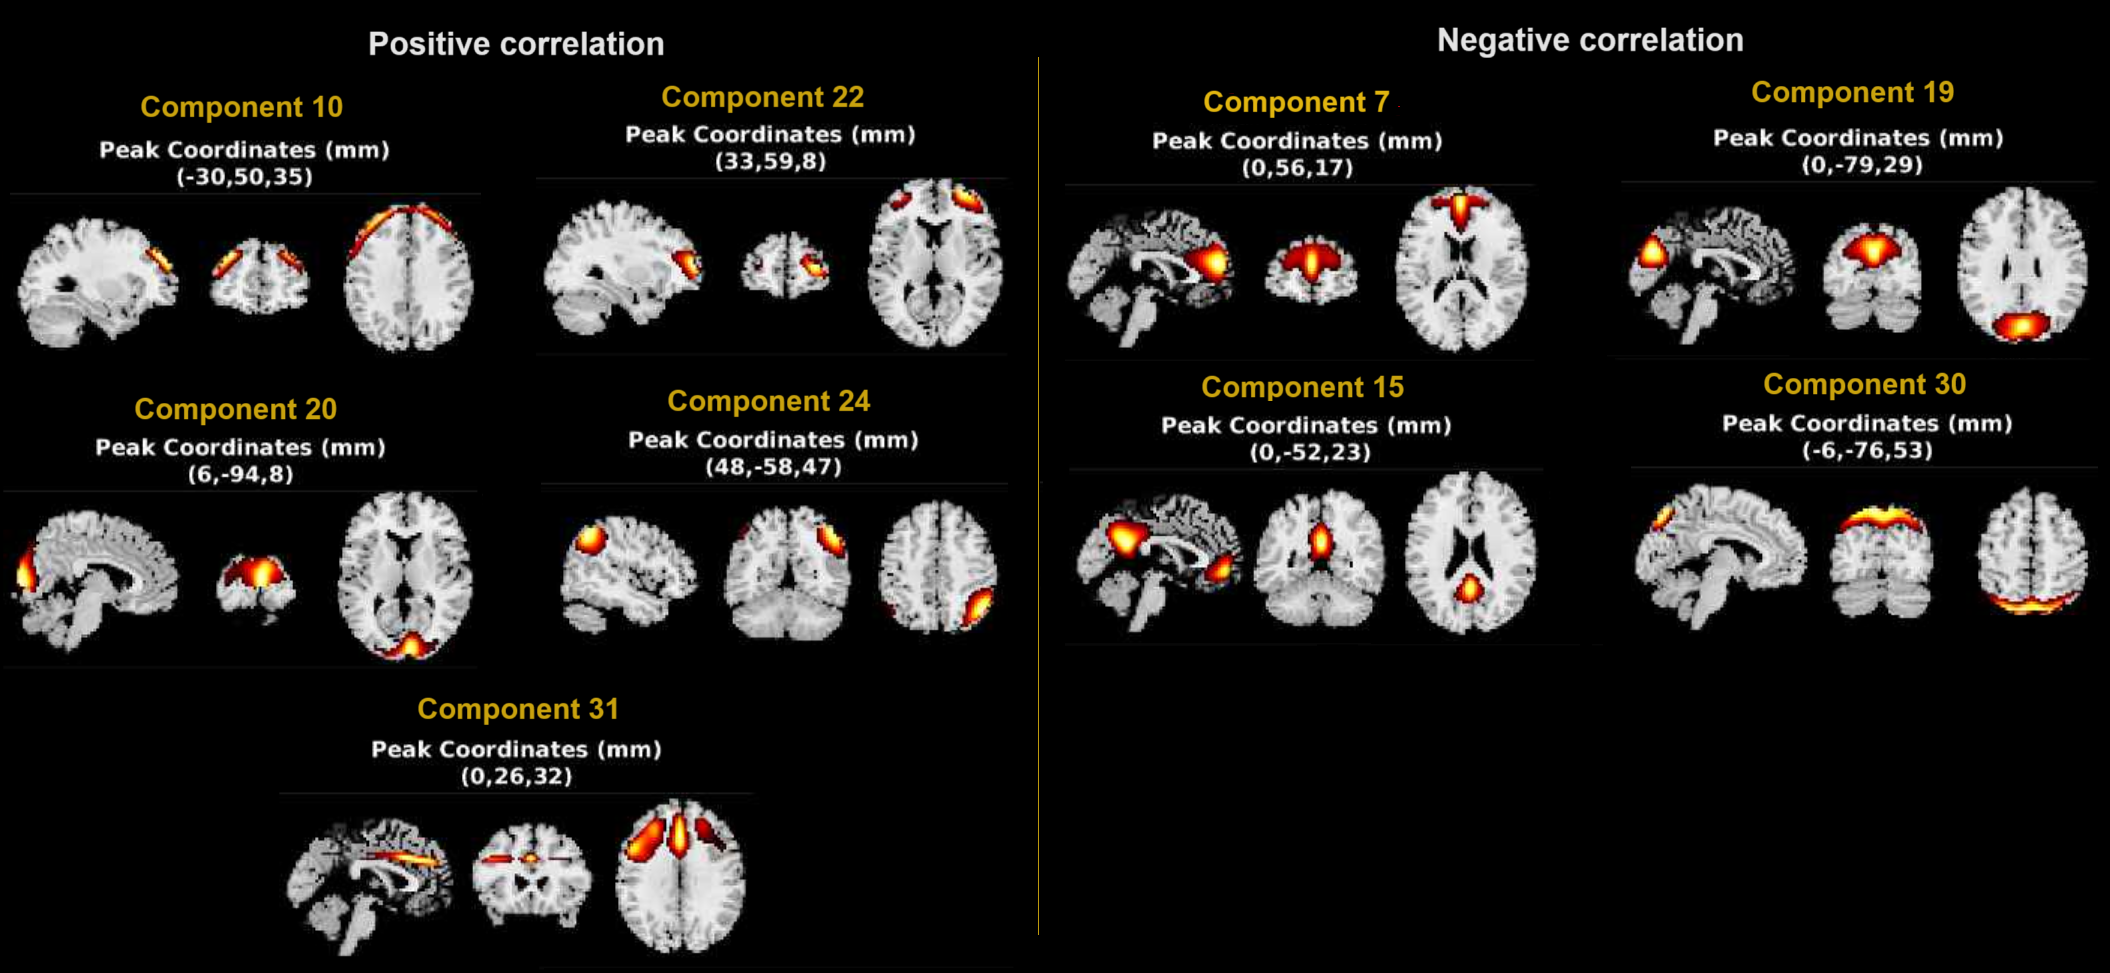 Positive correlation
Component 10
Peak Coordinates (mm)
(-30,50,35)
Component 22
Peak Coordinates (mm)
(33,59,8)
Component 20
Peak Coordinates (mm)
(6,-94,8)
Component 24
Peak Coordinates (mm)
(48,-58,47)
Component 31
Peak Coordinates (mm)
(0,26,32)
Negative correlation
Component 7
Peak Coordinates (mm)
(0,56,17)
Component 19
Peak Coordinates (mm)
(0,-79,29)
Component 15
Peak Coordinates (mm)
(0,-52,23)
Component 30
Peak Coordinates (mm)
(-6,-76,53)